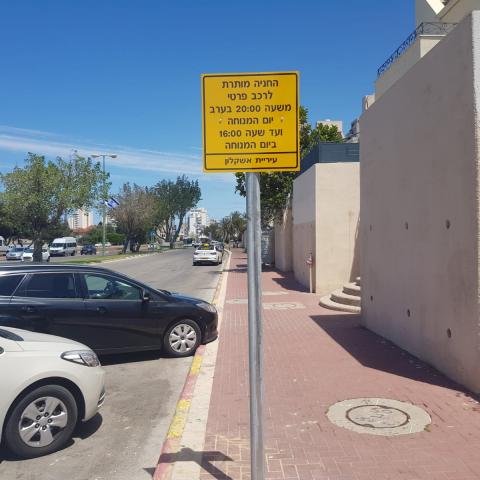 החניה מותרת
לרכב פרטי
משעה 20:00 בערב
יום המנוחה
ועד שעה 16:00
ביום המנוחה
עיריית אשקלון